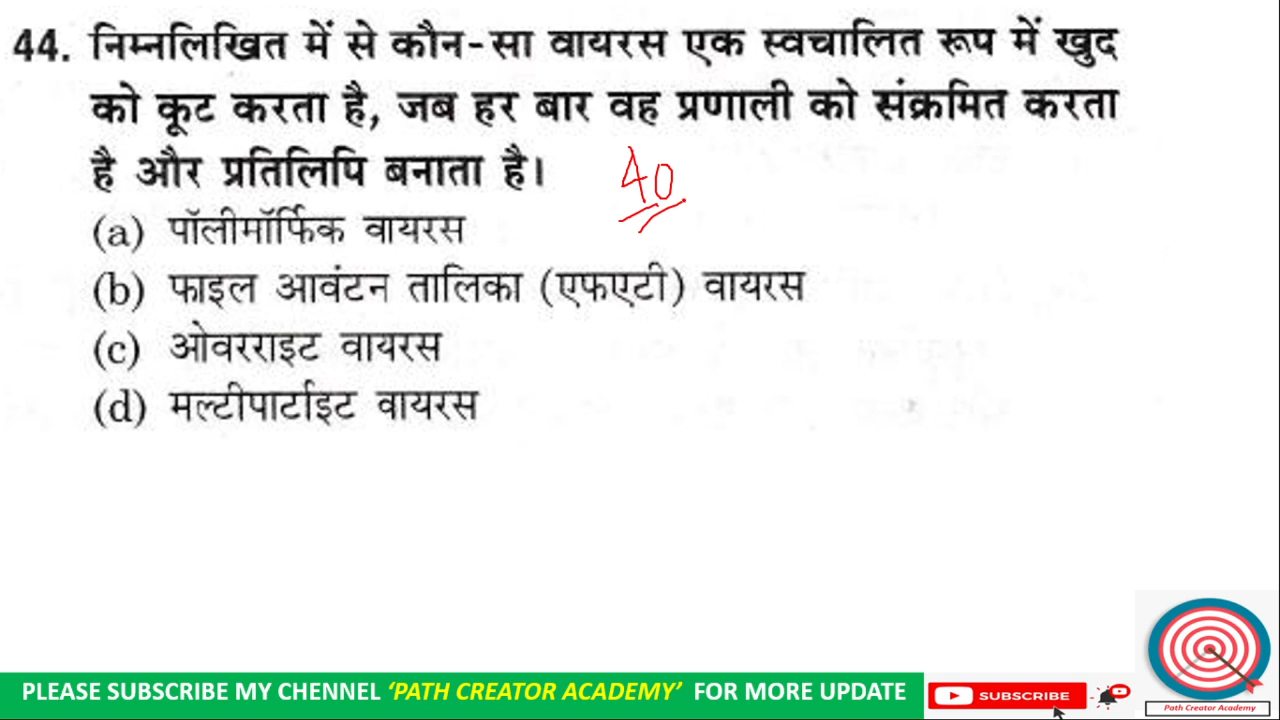 44. निम्नलिखित में से कौन-सा वायरस एक स्वचालित रूप में खुद
को कूट करता है, जब हर बार वह प्रणाली को संक्रमित करता
है और प्रतिलिपि बनाता है।
40
(a) पॉलीमॉर्फिक वायरस
(b) फाइल आवंटन तालिका (एफएटी) वायरस
(c) ओवरराइट वायरस
(d) मल्टीपार्टाइट वायरस
PLEASE SUBSCRIBE MY CHENNEL ‘PATH CREATOR ACADEMY’ FOR MORE UPDATE
SUBSCRIBE
Path Creator Academy